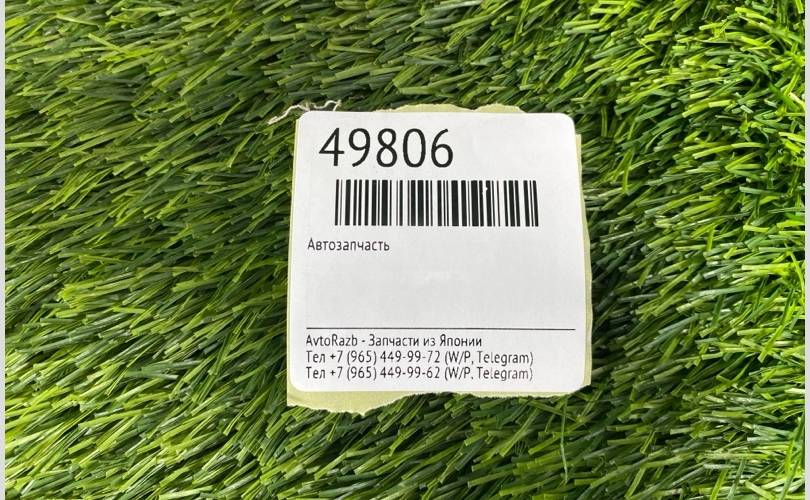 49806
Автозапчасть
AvtoRazb - Запчасти из Японии
Тел +7 (965) 449-99-72 (W/P, Telegram)
Тел +7 (965) 449-99-62 (W/P, Telegram)